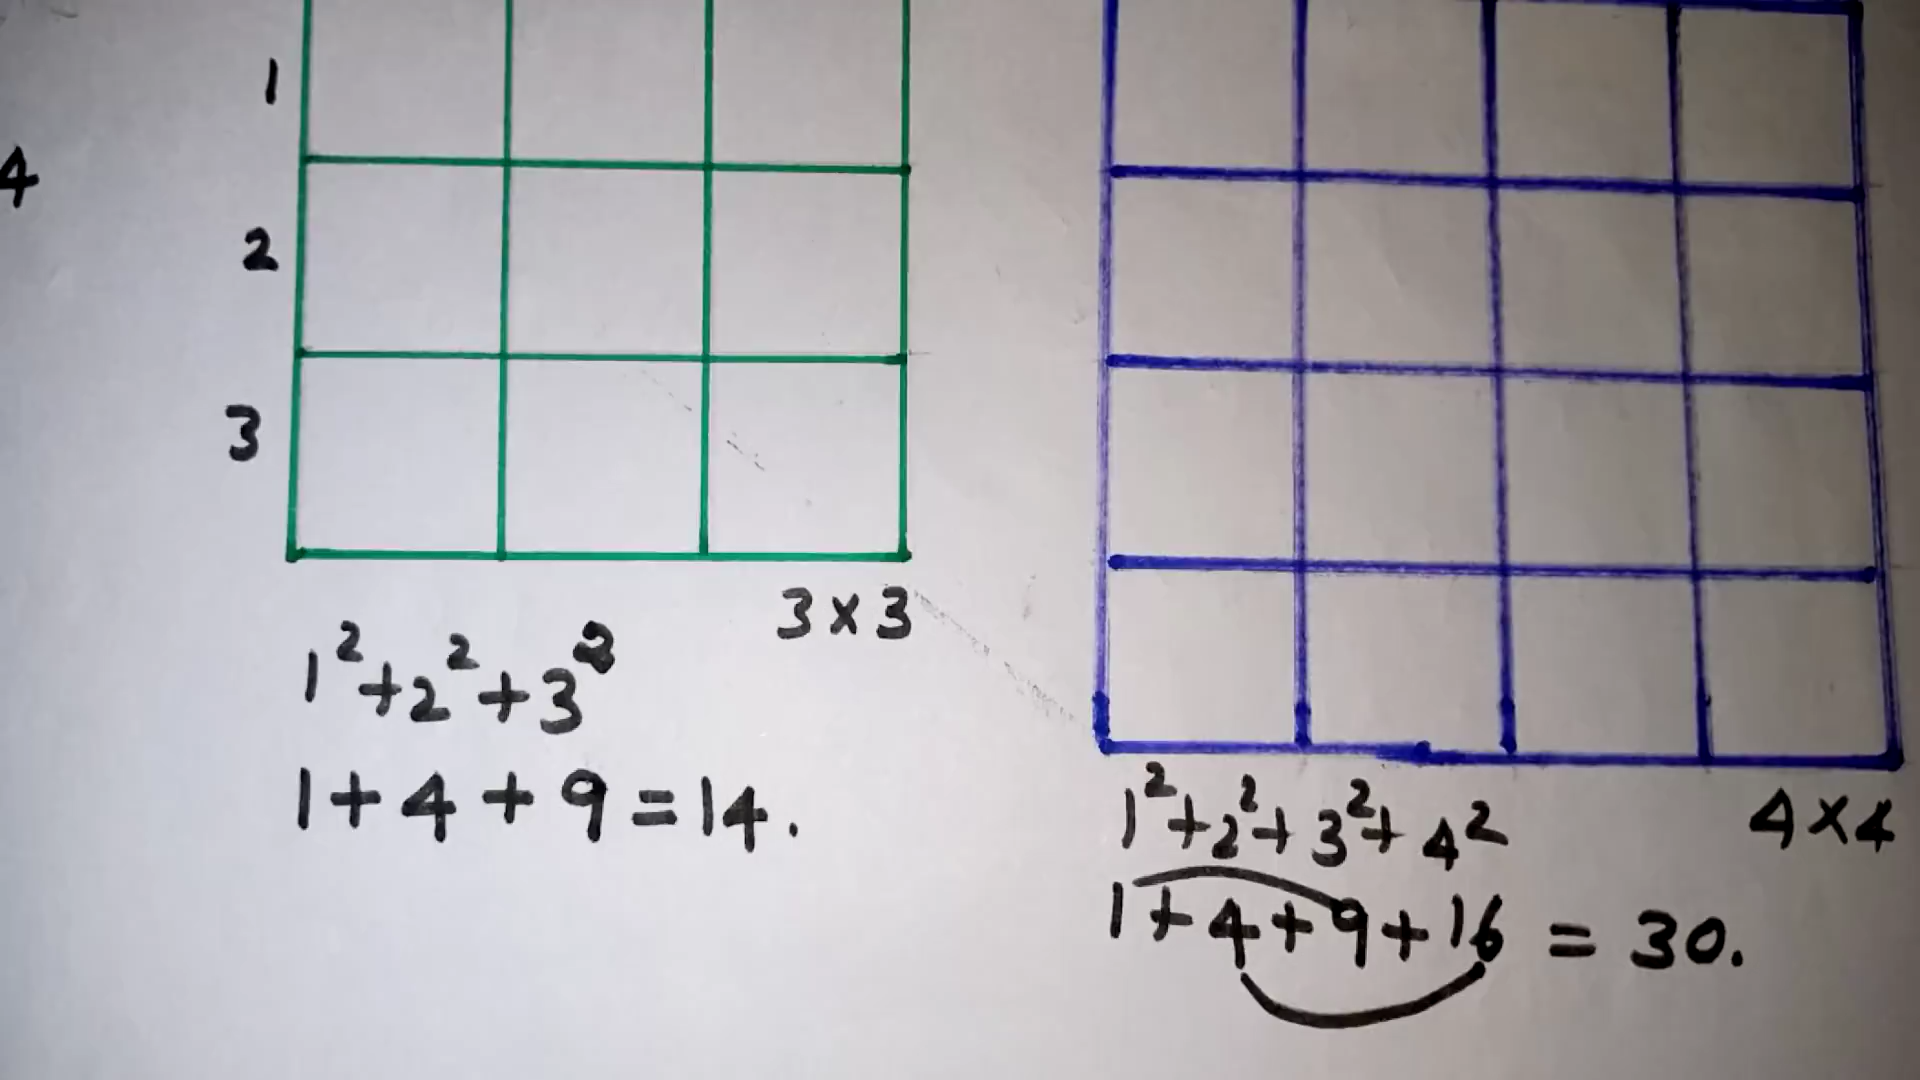 1
4
2
3
3 x 3
1² + 2² + 3²
1 + 4 + 9 = 14.
4 x 4
1² + 2² + 3² + 4²
1 + 4 + 9 + 16 = 30.